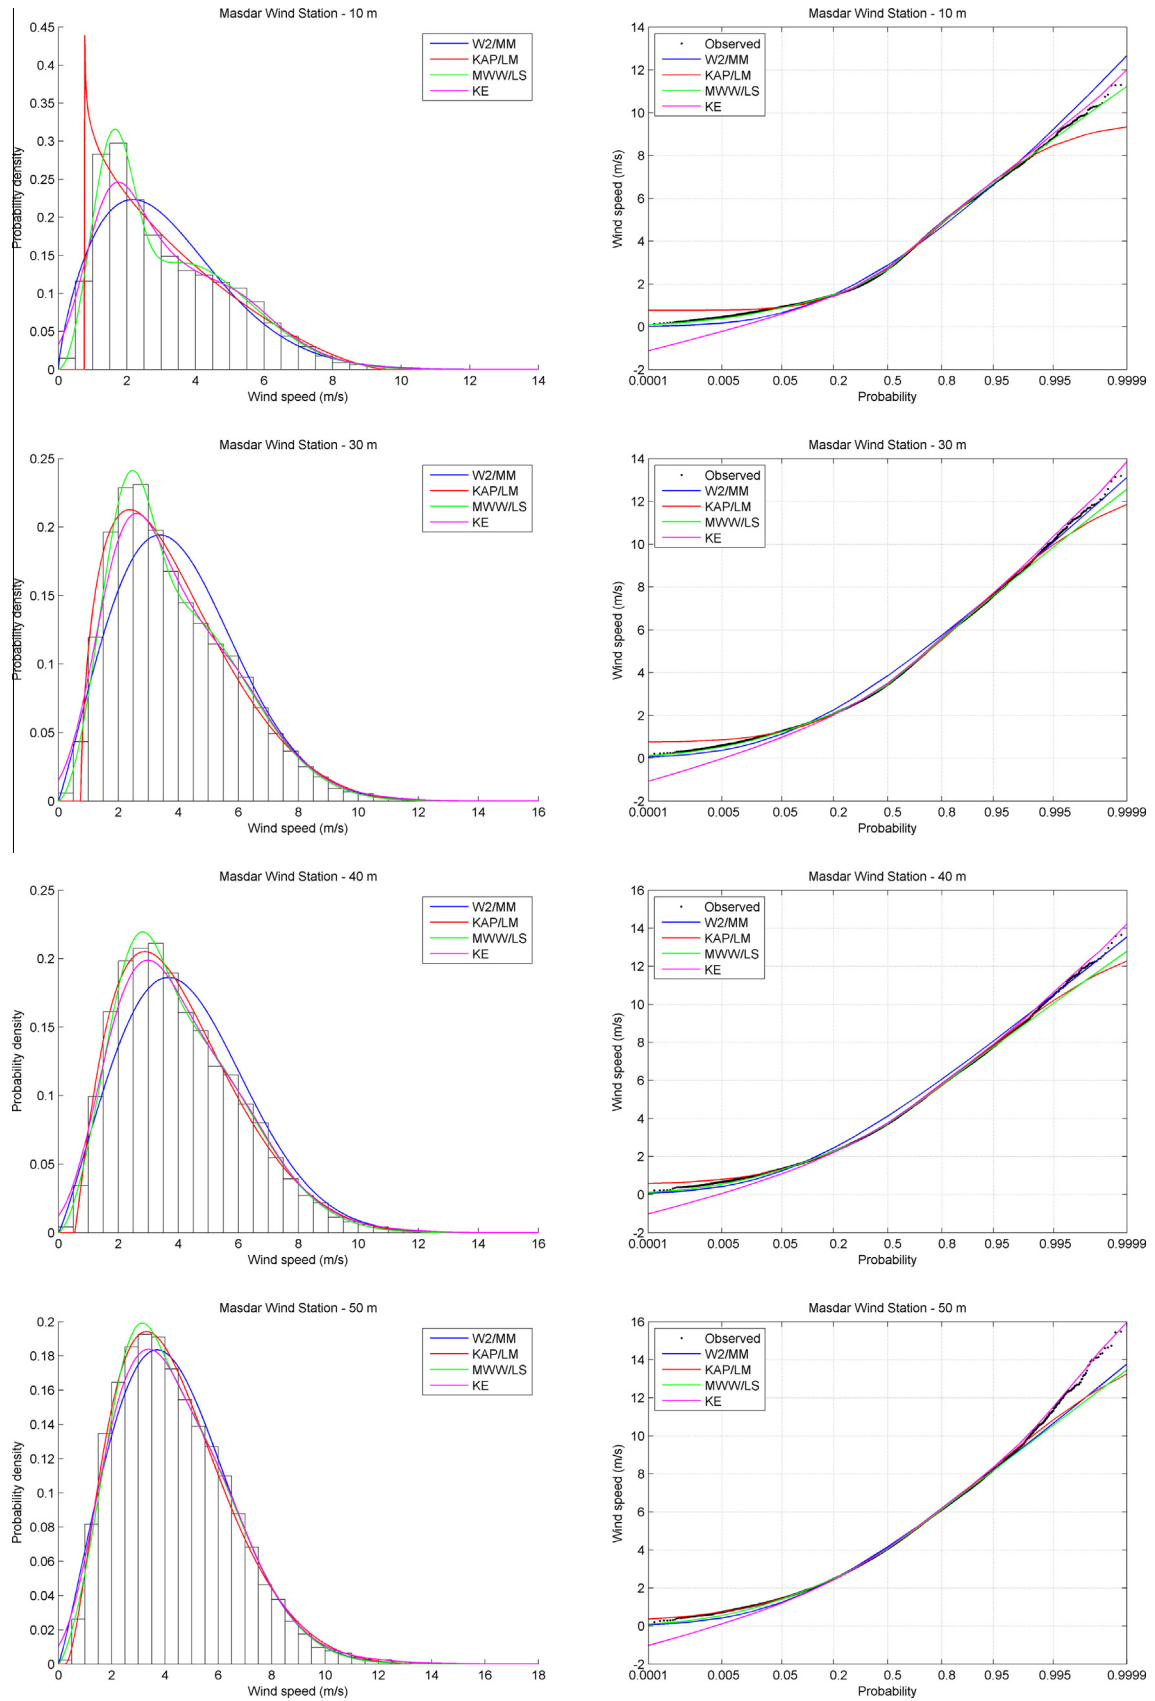 Masdar Wind Station - 10 m
0.45
0.4
0.35
0.3
0.25
0.2
0.15
0.1
0.05
0
Probability density
W2/MM
KAP/LM
MWW/LS
KE
0 2 4 6 8 10 12 14
Wind speed (m/s)
Masdar Wind Station - 10 m
14
12
10
8
6
4
2
0
-2
Wind speed (m/s)
Observed
W2/MM
KAP/LM
MWW/LS
KE
0.0001 0.005 0.05 0.2 0.5 0.8 0.95 0.995 0.9999
Probability
Masdar Wind Station - 30 m
0.25
0.2
0.15
0.1
0.05
0
Probability density
W2/MM
KAP/LM
MWW/LS
KE
0 2 4 6 8 10 12 14 16
Wind speed (m/s)
Masdar Wind Station - 30 m
14
12
10
8
6
4
2
0
-2
Wind speed (m/s)
Observed
W2/MM
KAP/LM
MWW/LS
KE
0.0001 0.005 0.05 0.2 0.5 0.8 0.95 0.995 0.9999
Probability
Masdar Wind Station - 40 m
0.25
0.2
0.15
0.1
0.05
0
Probability density
W2/MM
KAP/LM
MWW/LS
KE
0 2 4 6 8 10 12 14 16
Wind speed (m/s)
Masdar Wind Station - 40 m
16
14
12
10
8
6
4
2
0
-2
Wind speed (m/s)
Observed
W2/MM
KAP/LM
MWW/LS
KE
0.0001 0.005 0.05 0.2 0.5 0.8 0.95 0.995 0.9999
Probability
Masdar Wind Station - 50 m
0.2
0.18
0.16
0.14
0.12
0.1
0.08
0.06
0.04
0.02
0
Probability density
W2/MM
KAP/LM
MWW/LS
KE
0 2 4 6 8 10 12 14 16 18
Wind speed (m/s)
Masdar Wind Station - 50 m
16
14
12
10
8
6
4
2
0
-2
Wind speed (m/s)
Observed
W2/MM
KAP/LM
MWW/LS
KE
0.0001 0.005 0.05 0.2 0.5 0.8 0.95 0.995 0.9999
Probability